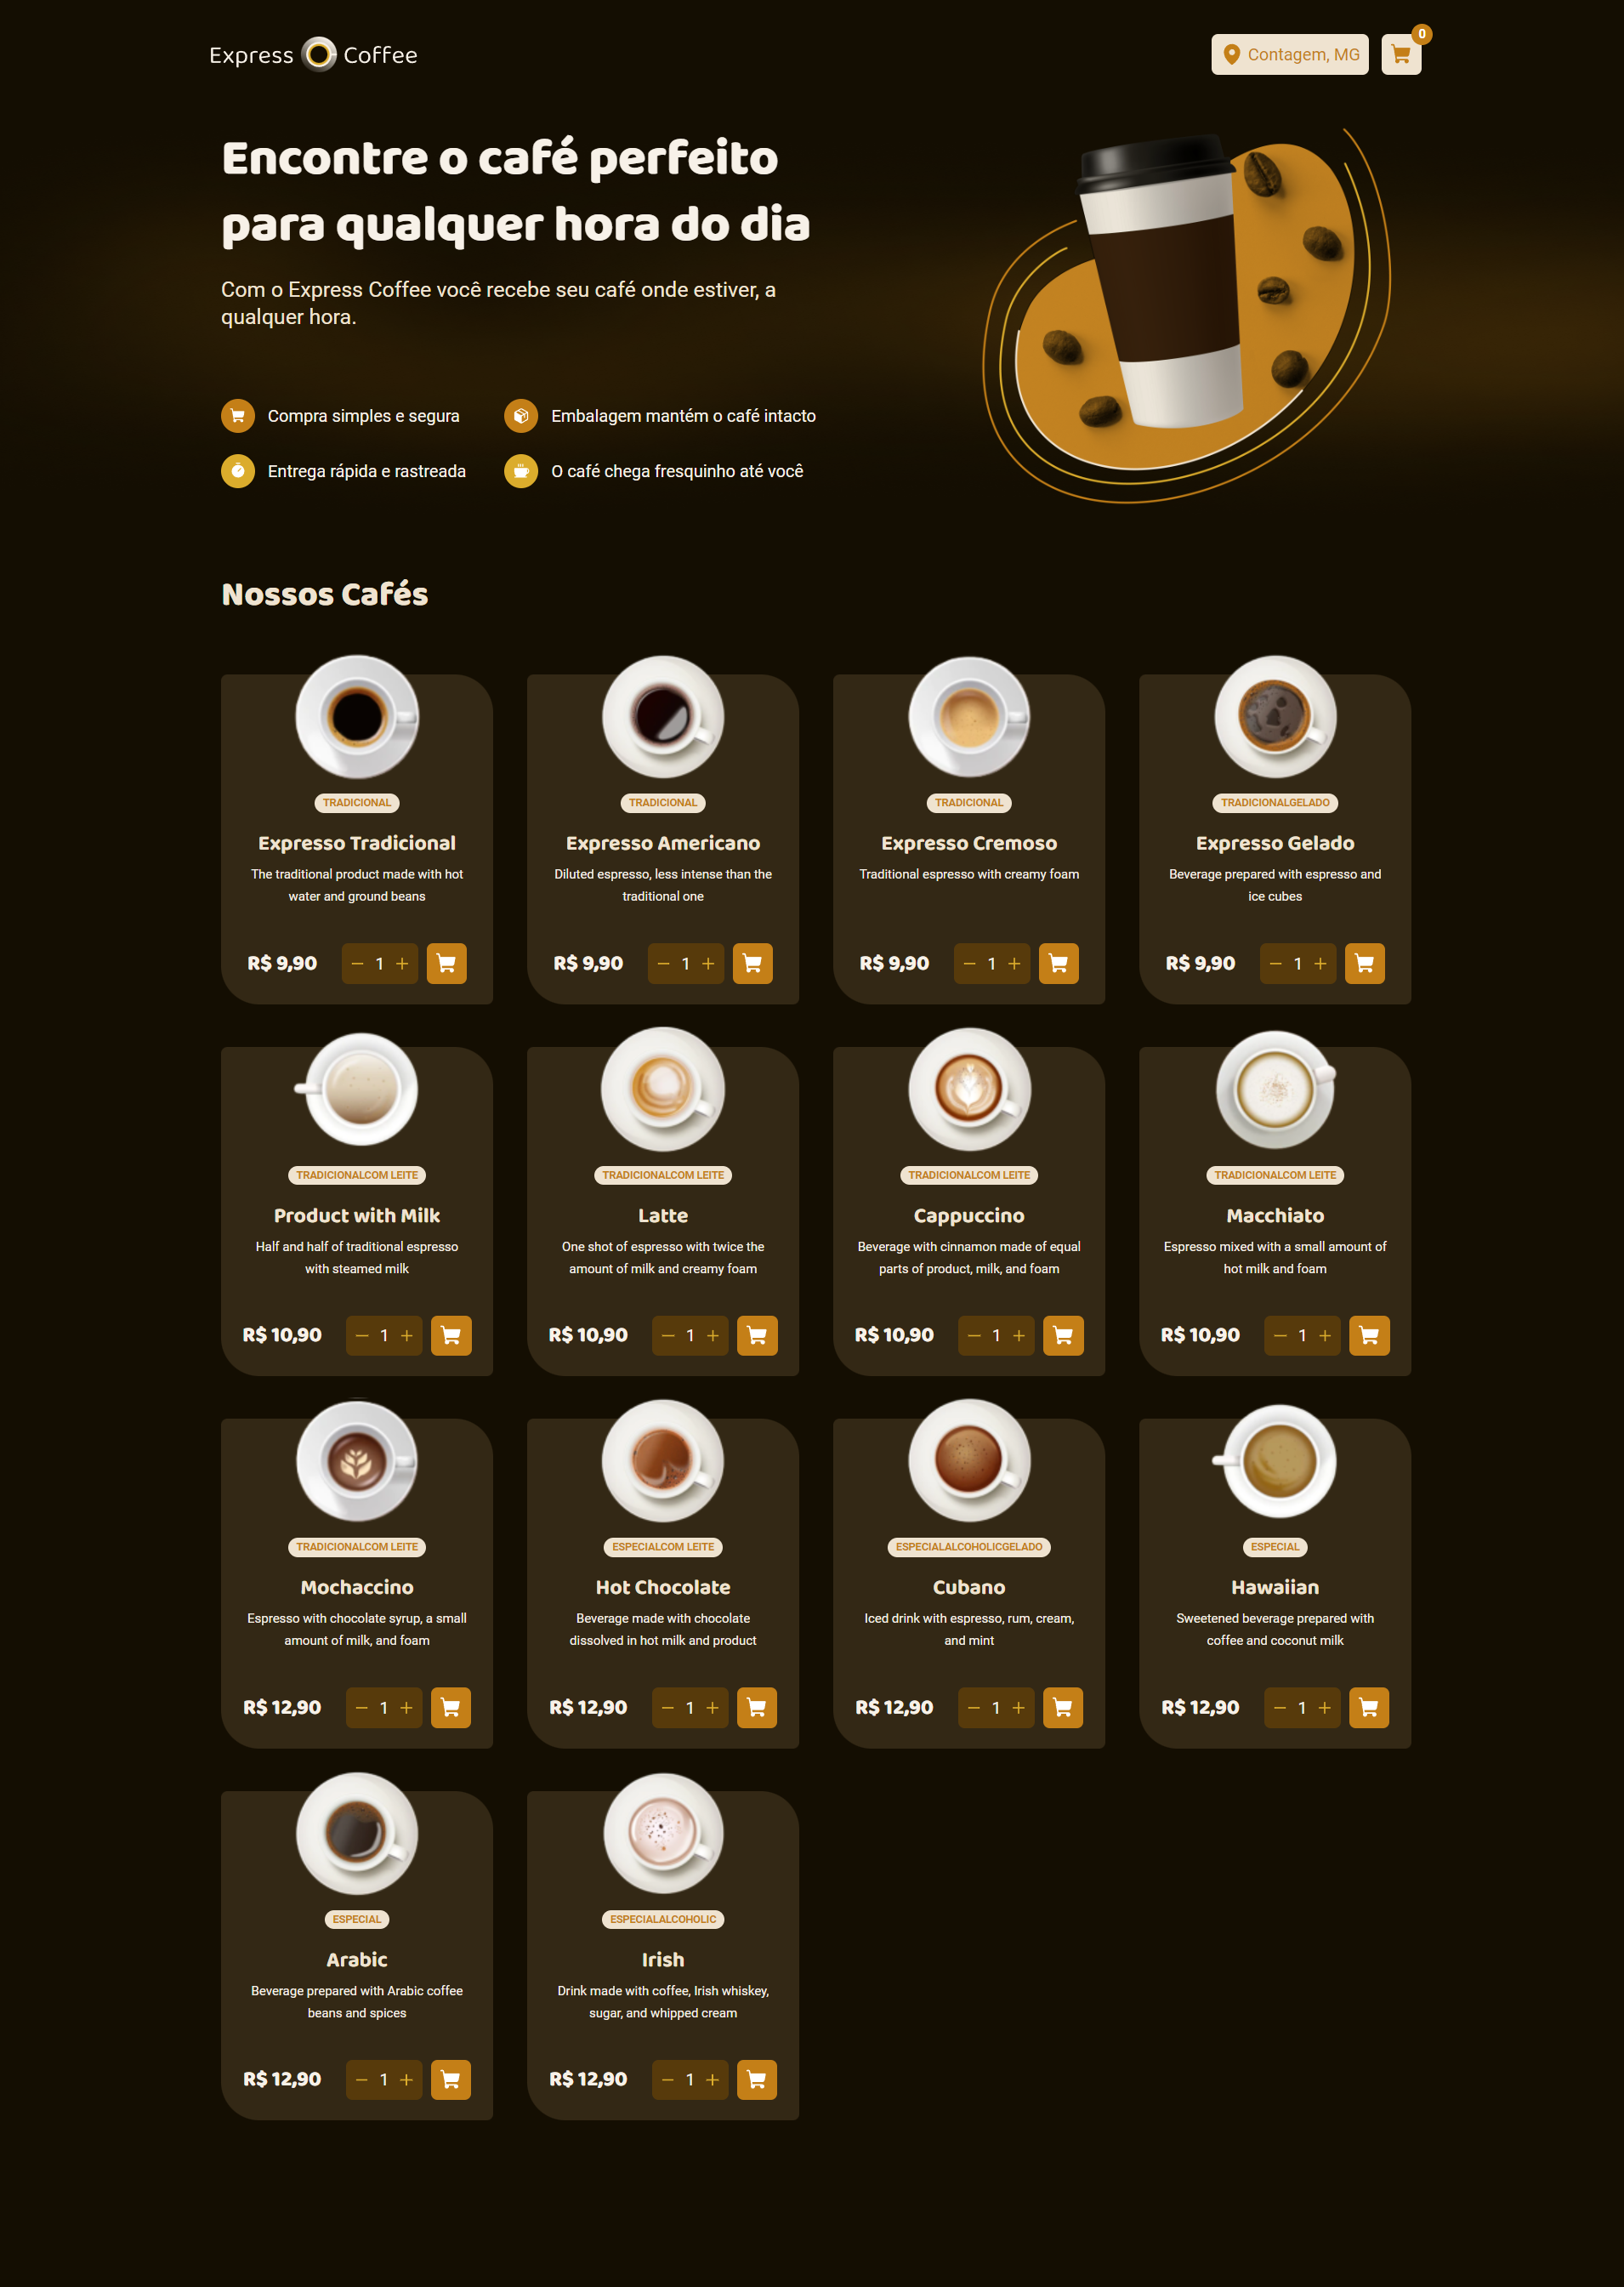 Express Coffee
Contagem, MG
0
Encontre o café perfeito
para qualquer hora do dia
Com o Express Coffee você recebe seu café onde estiver, a
qualquer hora.
Compra simples e segura
Embalagem mantém o café intacto
Entrega rápida e rastreada
O café chega fresquinho até você
Nossos Cafés
TRADICIONAL
Expresso Tradicional
The traditional product made with hot
water and ground beans
R$ 9,90
1
TRADICIONAL
Expresso Americano
Diluted espresso, less intense than the
traditional one
R$ 9,90
1
TRADICIONAL
Expresso Cremoso
Traditional espresso with creamy foam
R$ 9,90
1
TRADICIONALGELADO
Expresso Gelado
Beverage prepared with espresso and
ice cubes
R$ 9,90
1
TRADICIONALCOM LEITE
Product with Milk
Half and half of traditional espresso
with steamed milk
R$ 10,90
1
TRADICIONALCOM LEITE
Latte
One shot of espresso with twice the
amount of milk and creamy foam
R$ 10,90
1
TRADICIONALCOM LEITE
Cappuccino
Beverage with cinnamon made of equal
parts of product, milk, and foam
R$ 10,90
1
TRADICIONALCOM LEITE
Macchiato
Espresso mixed with a small amount of
hot milk and foam
R$ 10,90
1
TRADICIONALCOM LEITE
Mochaccino
Espresso with chocolate syrup, a small
amount of milk, and foam
R$ 12,90
1
ESPECIALCOM LEITE
Hot Chocolate
Beverage made with chocolate
dissolved in hot milk and product
R$ 12,90
1
ESPECIALALCOHOLICGELADO
Cubano
Iced drink with espresso, rum, cream,
and mint
R$ 12,90
1
ESPECIAL
Hawaiian
Sweetened beverage prepared with
coffee and coconut milk
R$ 12,90
1
ESPECIAL
Arabic
Beverage prepared with Arabic coffee
beans and spices
R$ 12,90
1
ESPECIALALCOHOLIC
Irish
Drink made with coffee, Irish whiskey,
sugar, and whipped cream
R$ 12,90
1